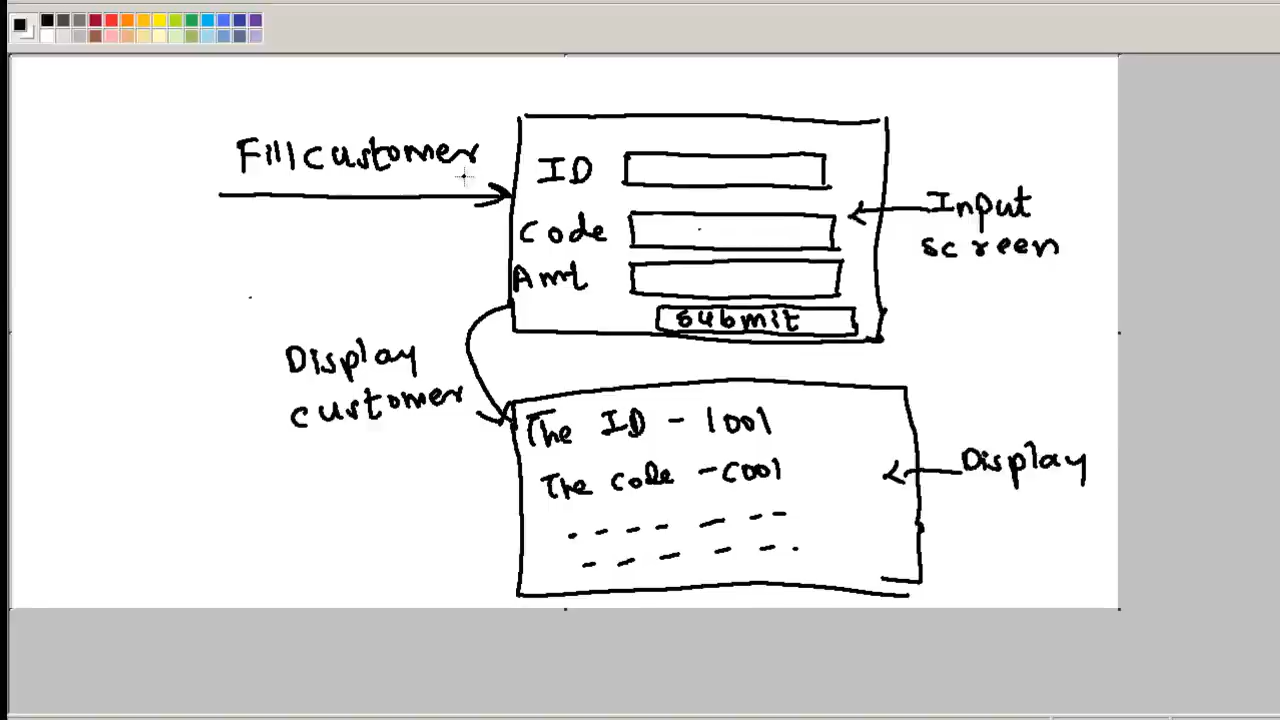 Fillcustomer
ID
Code
Amt
submit
Input
screen
Display
customer
The ID - 1001
The code - C001
Display